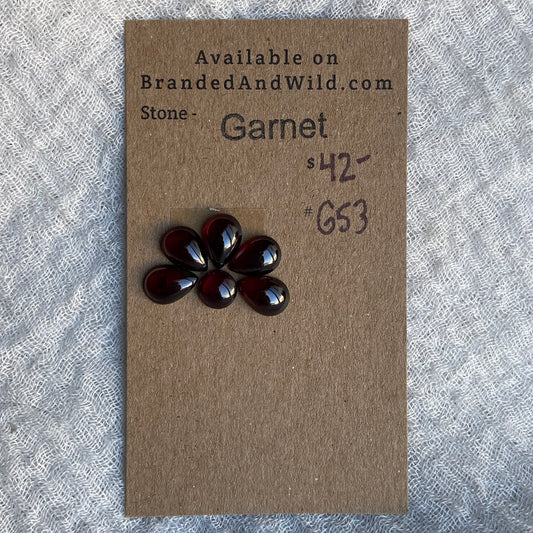 Available on
BrandedAndWild.com
Stone - Garnet -
$42-
#G53